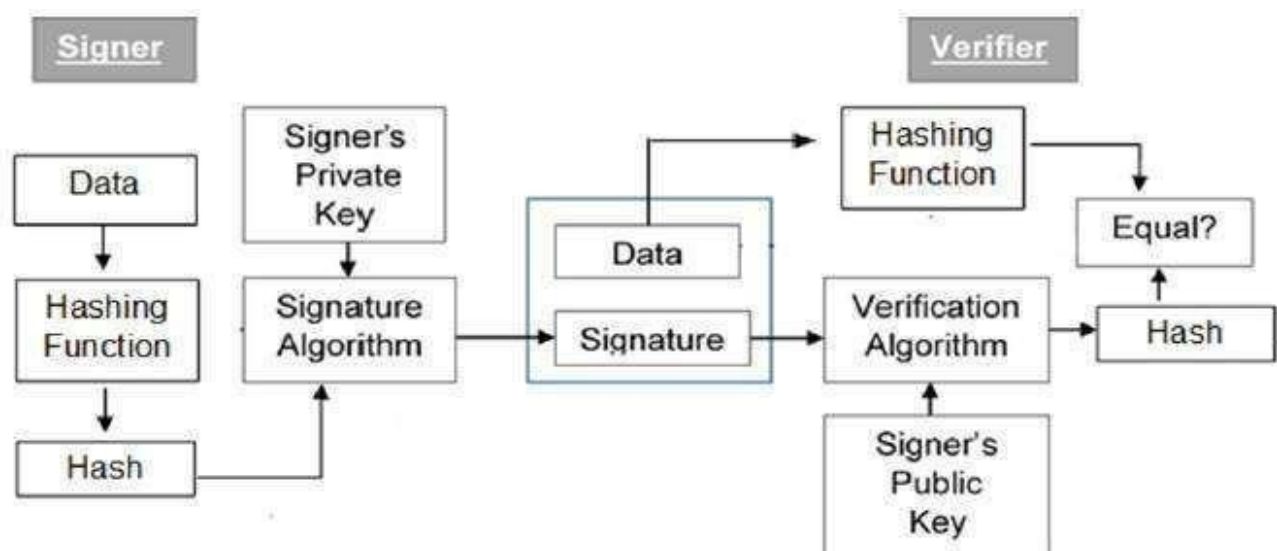 Signer
Verifier
Data
Hashing
Function
Hash
Signer's
Private
Key
Signature
Algorithm
Data
Signature
Hashing
Function
Verification
Algorithm
Signer's
Public
Key
Equal?
Hash